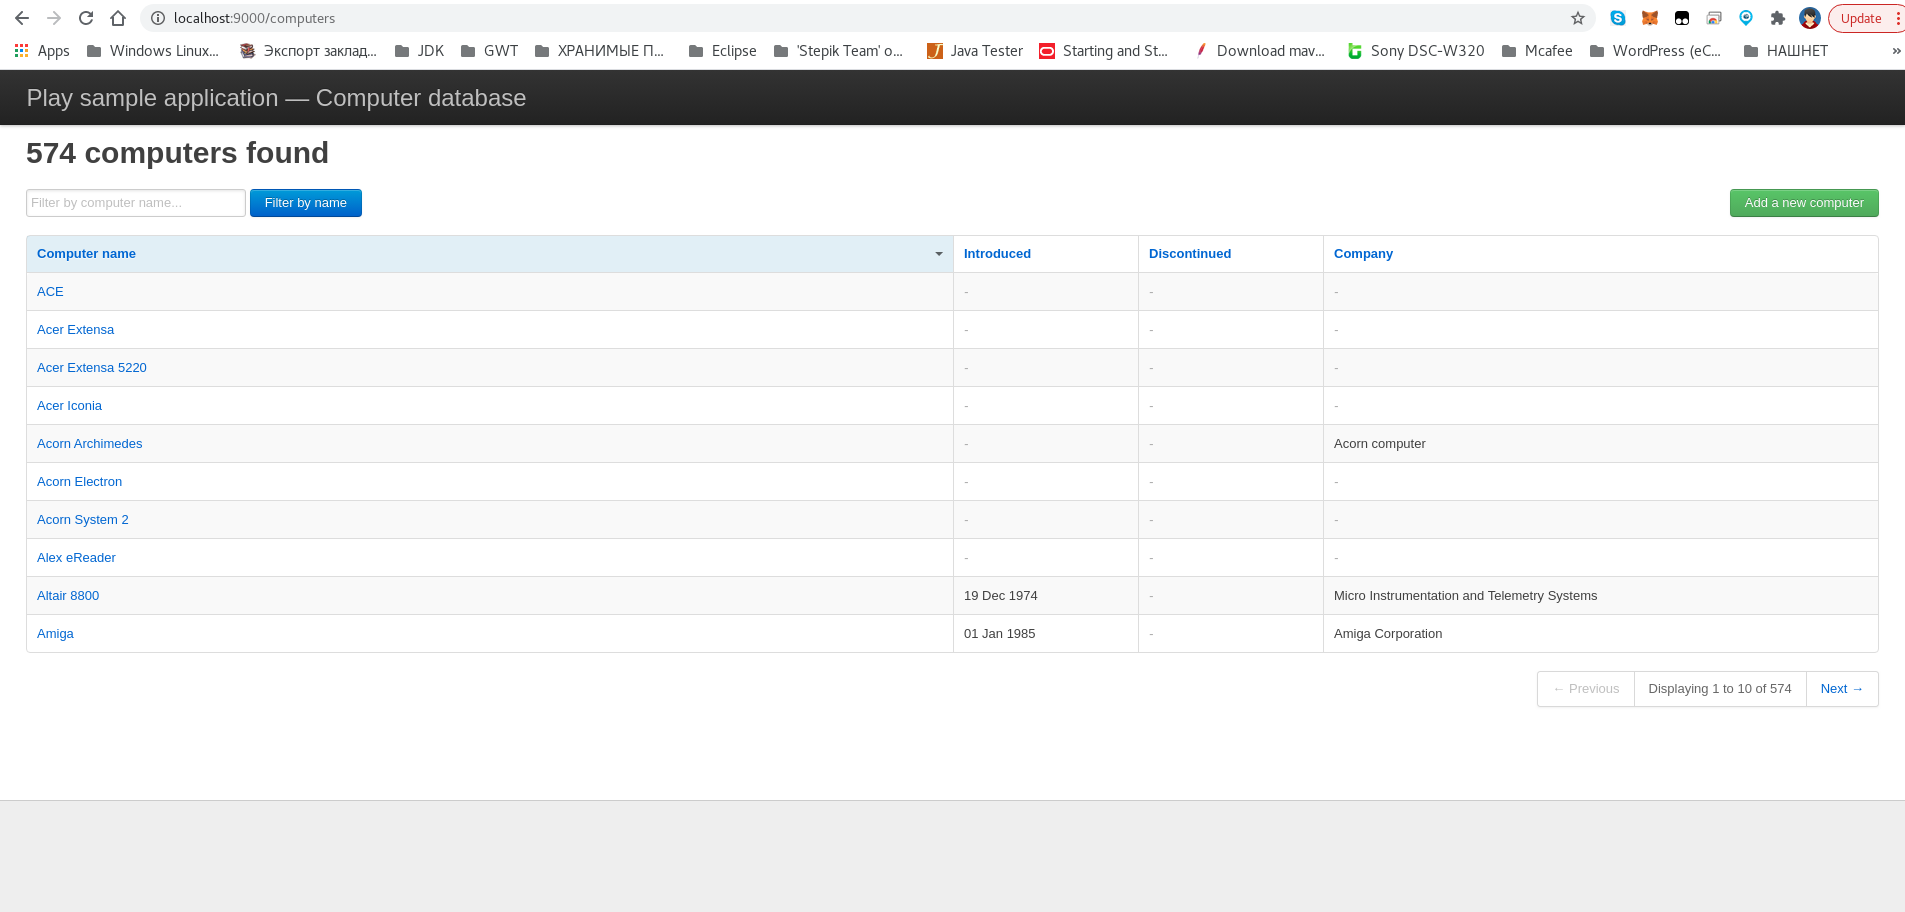 localhost:9000/computers
Update
Apps Windows Linux... Экспорт заклад... JDK GWT ХРАНИМЫЕ П... Eclipse 'Stepik Team' o... Java Tester Starting and St... Download mav... Sony DSC-W320 Mcafee WordPress (eC... НАШНЕТ »
Play sample application — Computer database
574 computers found
Filter by computer name... Filter by name Add a new computer
Computer name Introduced Discontinued Company
ACE - - -
Acer Extensa - - -
Acer Extensa 5220 - - -
Acer Iconia - - -
Acorn Archimedes - - Acorn computer
Acorn Electron - - -
Acorn System 2 - - -
Alex eReader - - -
Altair 8800 19 Dec 1974 - Micro Instrumentation and Telemetry Systems
Amiga 01 Jan 1985 - Amiga Corporation
← Previous Displaying 1 to 10 of 574 Next →